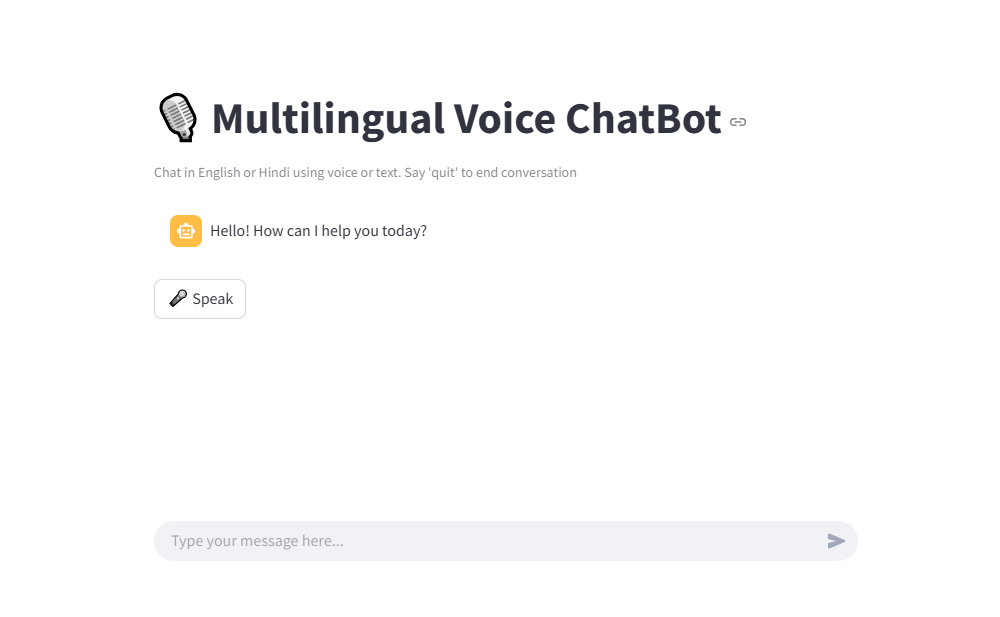 Multilingual Voice ChatBot
Chat in English or Hindi using voice or text. Say 'quit' to end conversation
Hello! How can I help you today?
Speak
Type your message here...